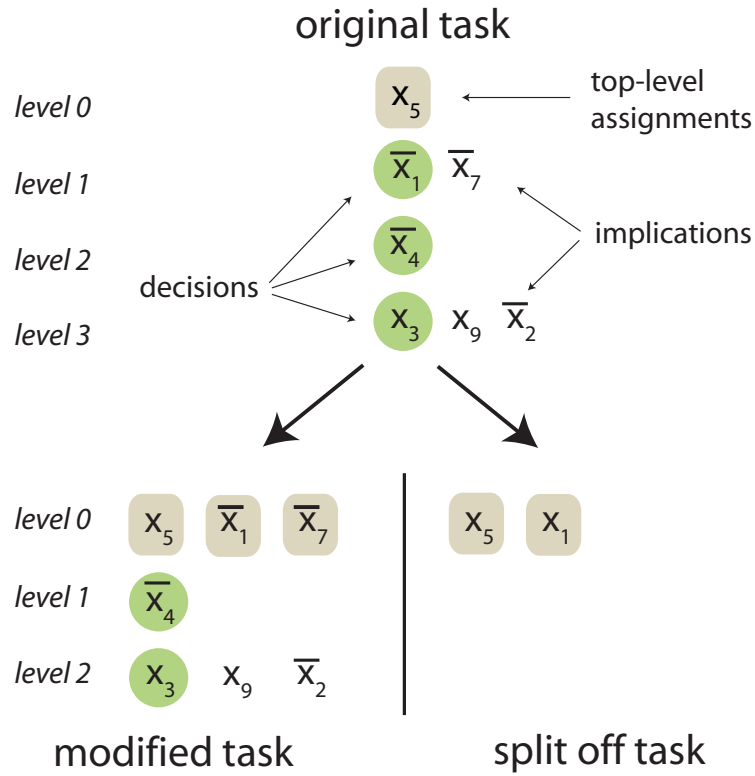 original task
level 0 x₅ top-level
assignments
level 1 x̅₁ x̅₇
level 2 x̅₄ implications
decisions
level 3 x₃ x₉ x̅₂
level 0 x₅ x̅₁ x̅₇ x₅ x₁
level 1 x̅₄
level 2 x₃ x₉ x̅₂
modified task split off task